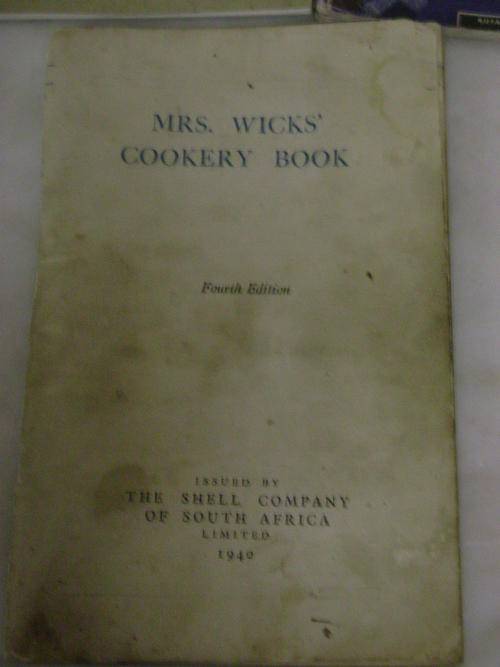 MRS. WICKS'
COOKERY BOOK
Fourth Edition
ISSUED BY
THE SHELL COMPANY
OF SOUTH AFRICA
LIMITED
1940